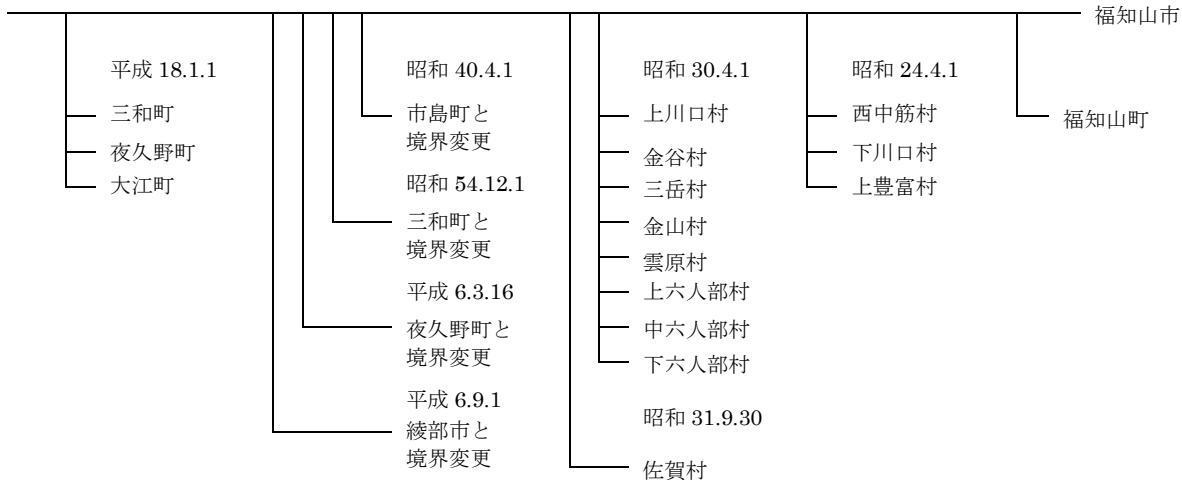 福知山市
平成 18.1.1
三和町
夜久野町
大江町
昭和 40.4.1
市島町と
境界変更
昭和 54.12.1
三和町と
境界変更
平成 6.3.16
夜久野町と
境界変更
平成 6.9.1
綾部市と
境界変更
昭和 30.4.1
上川口村
金谷村
三岳村
金山村
雲原村
上六人部村
中六人部村
下六人部村
昭和 31.9.30
佐賀村
昭和 24.4.1
西中筋村
下川口村
上豊富村
福知山町